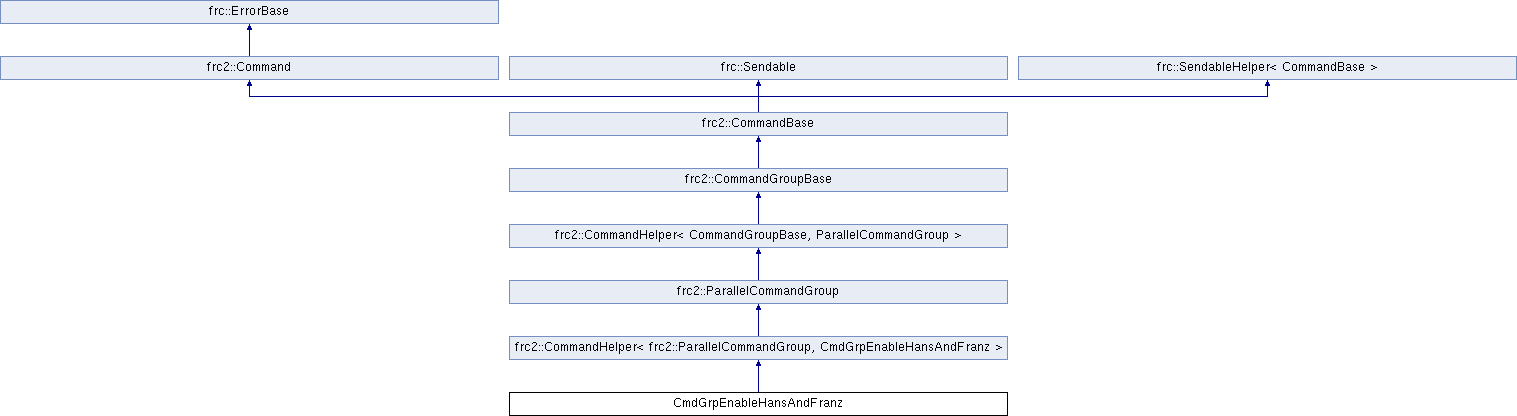 frc::ErrorBase
frc2::Command
frc::Sendable
frc::SendableHelper< CommandBase >
frc2::CommandBase
frc2::CommandGroupBase
frc2::CommandHelper< CommandGroupBase, ParallelCommandGroup >
frc2::ParallelCommandGroup
frc2::CommandHelper< frc2::ParallelCommandGroup, CmdGrpEnableHansAndFranz >
CmdGrpEnableHansAndFranz